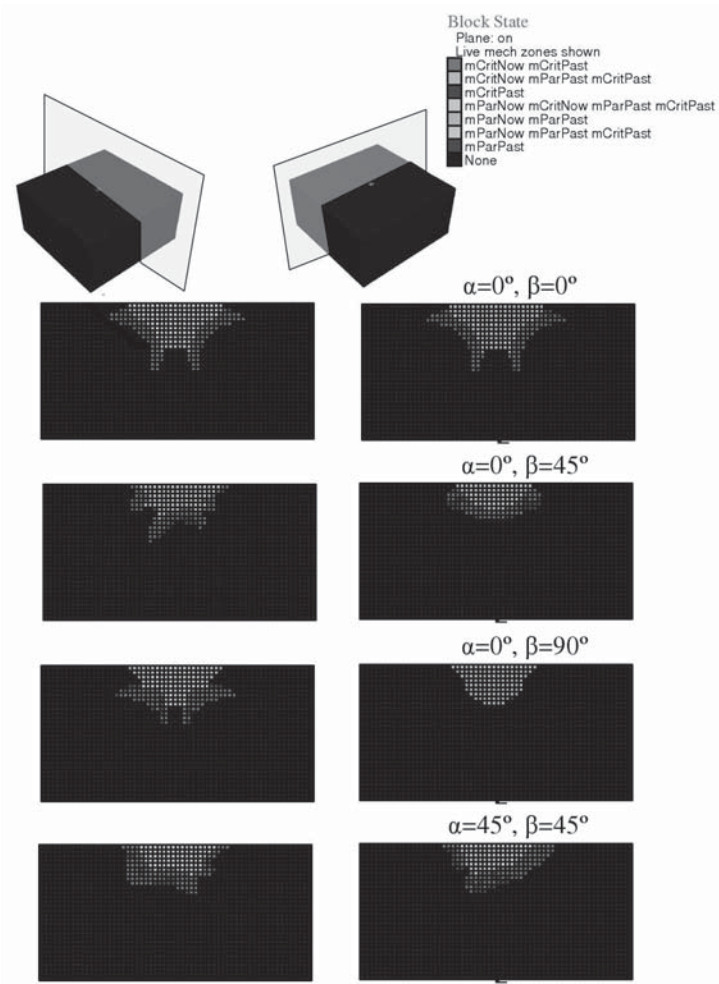 Block State
Plane: on
Live mech zones shown
mCritNow mCritPast
mCritNow mParPast mCritPast
mCritPast
mParNow mCritNow mParPast mCritPast
mParNow mParPast
mParNow mParPast mCritPast
mParPast
None
α=0º, β=0º
α=0º, β=45º
α=0º, β=90º
α=45º, β=45º